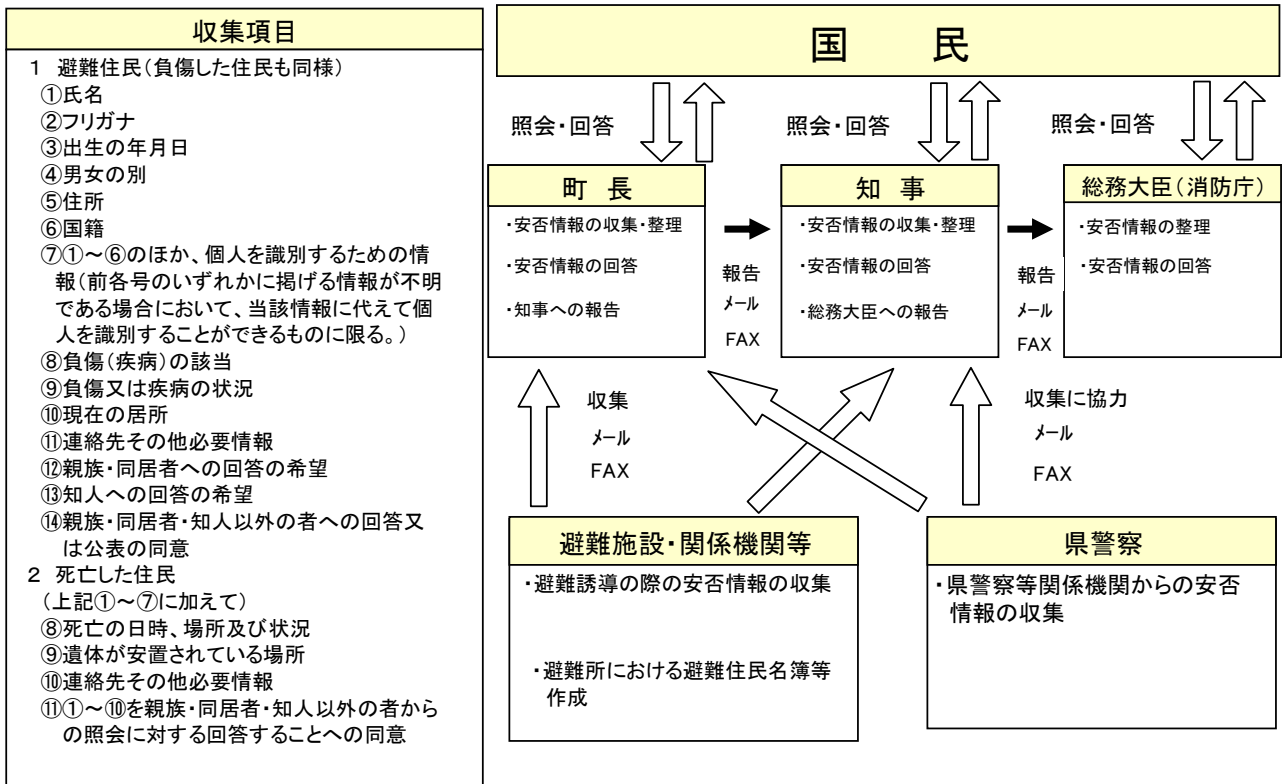 収集項目
1 避難住民(負傷した住民も同様)
①氏名
②フリガナ
③出生の年月日
④男女の別
⑤住所
⑥国籍
⑦①～⑥のほか、個人を識別するための情
報(前各号のいずれかに掲げる情報が不明
である場合において、当該情報に代えて個
人を識別することができるものに限る。)
⑧負傷(疾病)の該当
⑨負傷又は疾病の状況
⑩現在の居所
⑪連絡先その他必要情報
⑫親族・同居者への回答の希望
⑬知人への回答の希望
⑭親族・同居者・知人以外の者への回答又
は公表の同意
2 死亡した住民
(上記①～⑦に加えて)
⑧死亡の日時、場所及び状況
⑨遺体が安置されている場所
⑩連絡先その他必要情報
⑪①～⑩を親族・同居者・知人以外の者から
の照会に対する回答することへの同意
国 民
照会・回答
照会・回答
照会・回答
町 長
・安否情報の収集・整理
・安否情報の回答
・知事への報告
報告
メール
FAX
知 事
・安否情報の収集・整理
・安否情報の回答
・総務大臣への報告
報告
メール
FAX
総務大臣(消防庁)
・安否情報の整理
・安否情報の回答
収集
メール
FAX
収集に協力
メール
FAX
避難施設・関係機関等
・避難誘導の際の安否情報の収集
・避難所における避難住民名簿等
作成
県警察
・県警察等関係機関からの安否
情報の収集